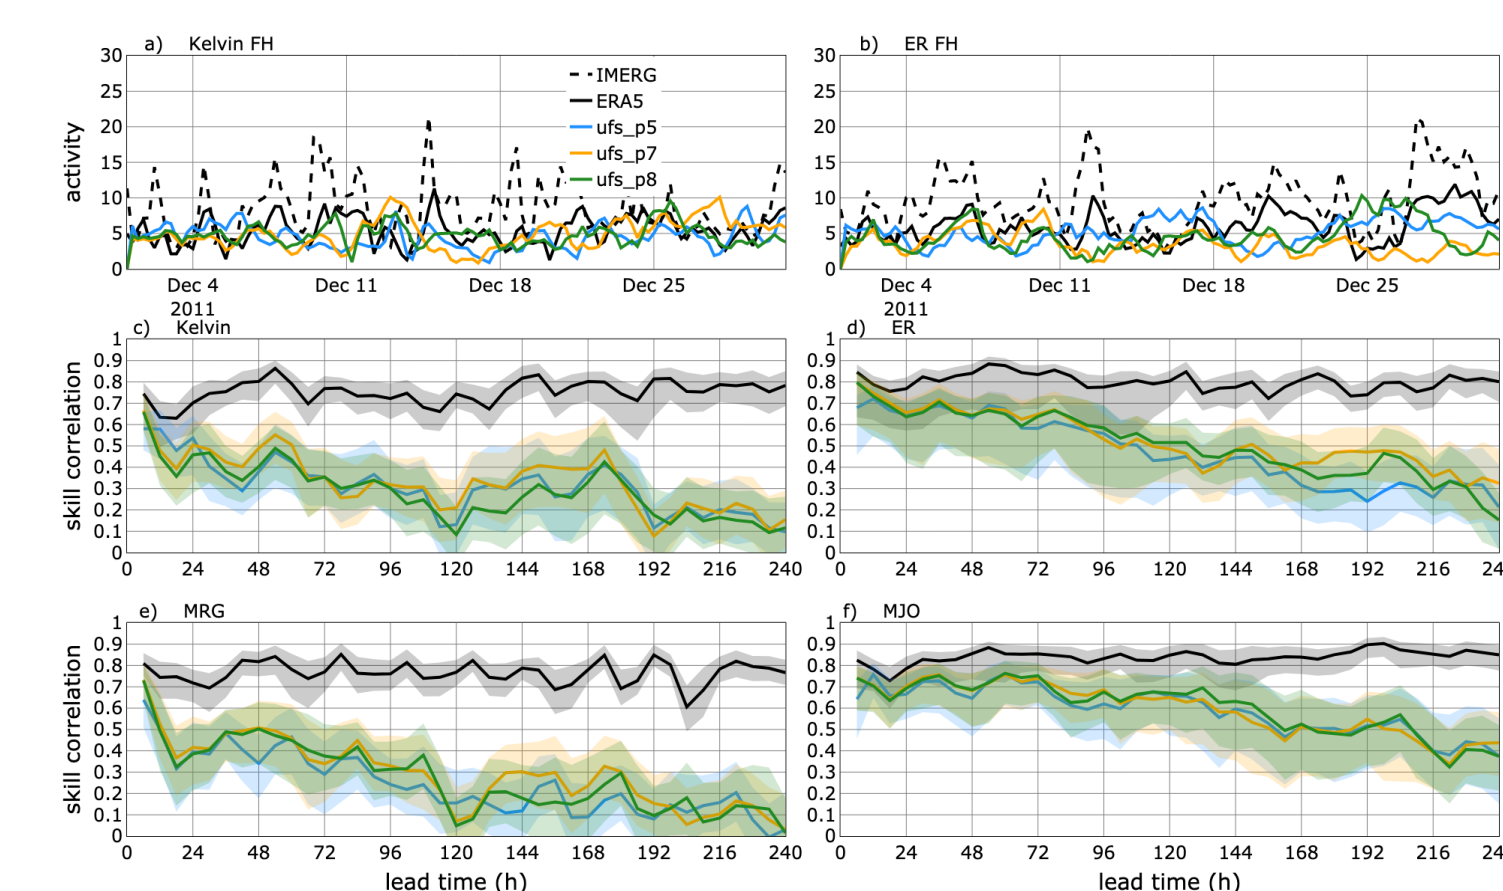 a) Kelvin FH
b) ER FH
30
25
20
15
10
5
0
activity
IMERG
ERA5
ufs_p5
ufs_p7
ufs_p8
Dec 4
2011
Dec 11
Dec 18
Dec 25
30
25
20
15
10
5
0
Dec 4
2011
Dec 11
Dec 18
Dec 25
c) Kelvin
d) ER
1
0.9
0.8
0.7
0.6
0.5
0.4
0.3
0.2
0.1
0
skill correlation
0 24 48 72 96 120 144 168 192 216 240
1
0.9
0.8
0.7
0.6
0.5
0.4
0.3
0.2
0.1
0
0 24 48 72 96 120 144 168 192 216 24
e) MRG
f) MJO
1
0.9
0.8
0.7
0.6
0.5
0.4
0.3
0.2
0.1
0
skill correlation
0 24 48 72 96 120 144 168 192 216 240
lead time (h)
1
0.9
0.8
0.7
0.6
0.5
0.4
0.3
0.2
0.1
0
0 24 48 72 96 120 144 168 192 216 24
lead time (h)